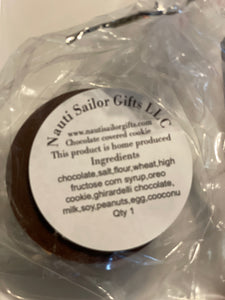 Nauti Sailor Gifts LLC
www.nautisailorgifts.com
Chocolate covered cookie
This product is home produced
Ingredients
chocolate,salt,flour,wheat,high
fructose corn syrup,oreo
cookie,ghirardelli chocolate,
milk,soy,peanuts,egg,cooconu
Qty 1